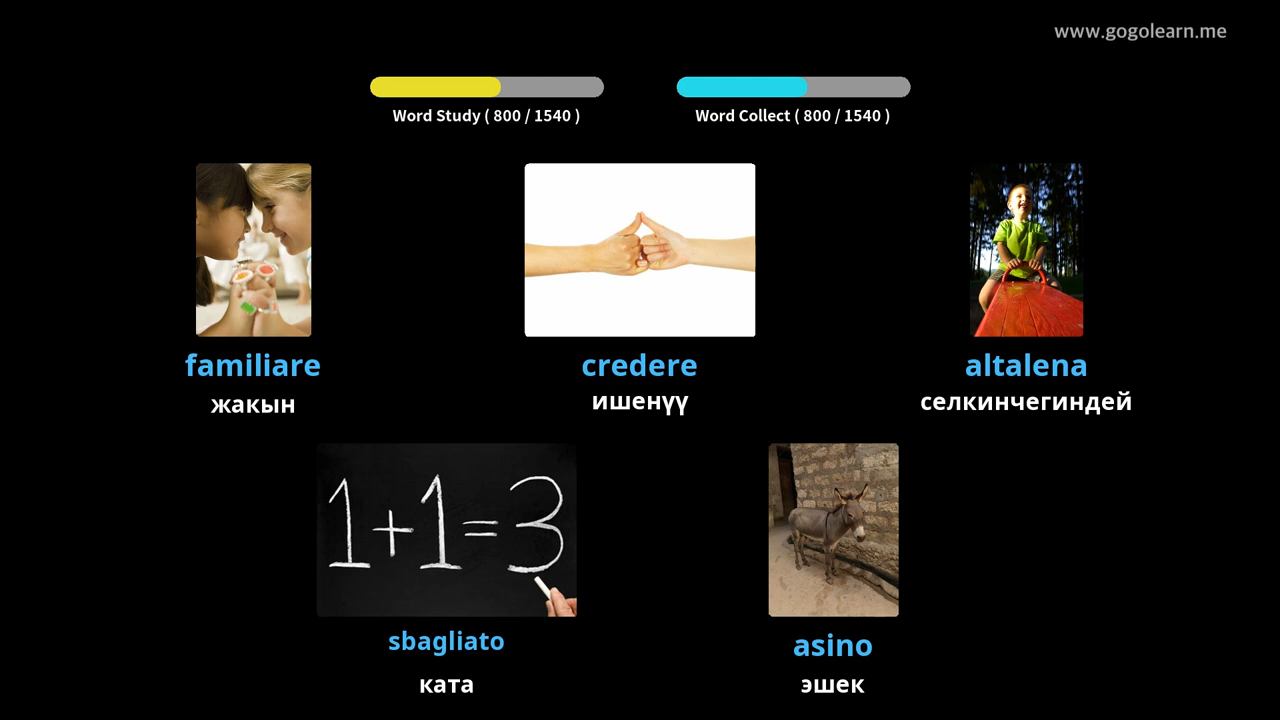 www.gogolearn.me
Word Study ( 800 / 1540 )
Word Collect ( 800 / 1540 )
familiare
жакын
credere
ишенүү
altalena
селкинчегиндей
1+1=3
sbagliato
ката
asino
эшек